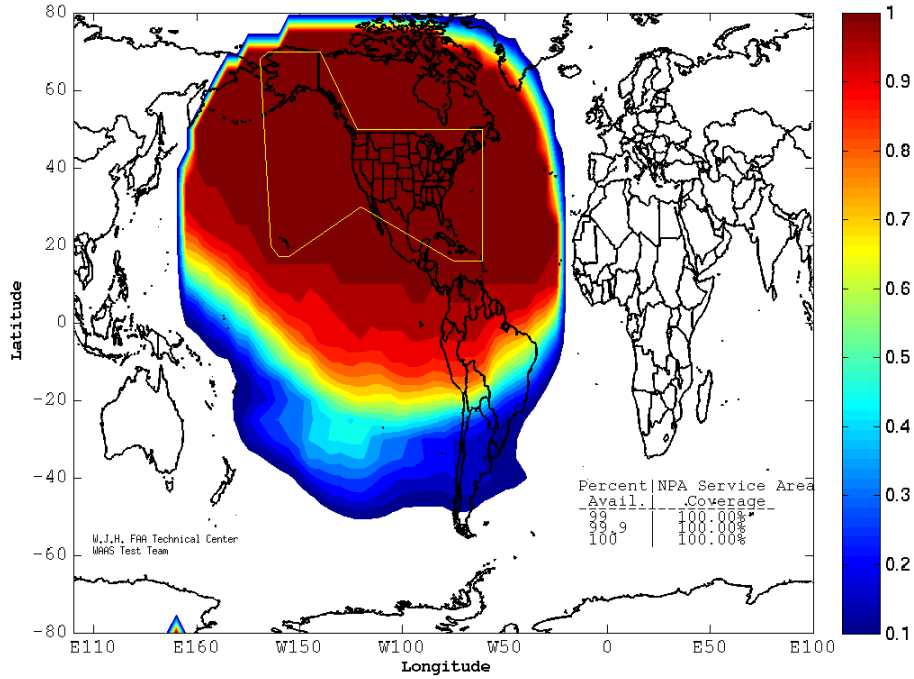 80
60
40
20
0
-20
-40
-60
-80
Latitude
E110 E160 W150 W100 W50 0 E50 E100
Longitude
1
0.9
0.8
0.7
0.6
0.5
0.4
0.3
0.2
0.1
Percent|NPA Service Area
Avail.| Coverage
99 | 100.00%
99.9 | 100.00%
100 | 100.00%
W.J.H. FAA Technical Center
WAAS Test Team